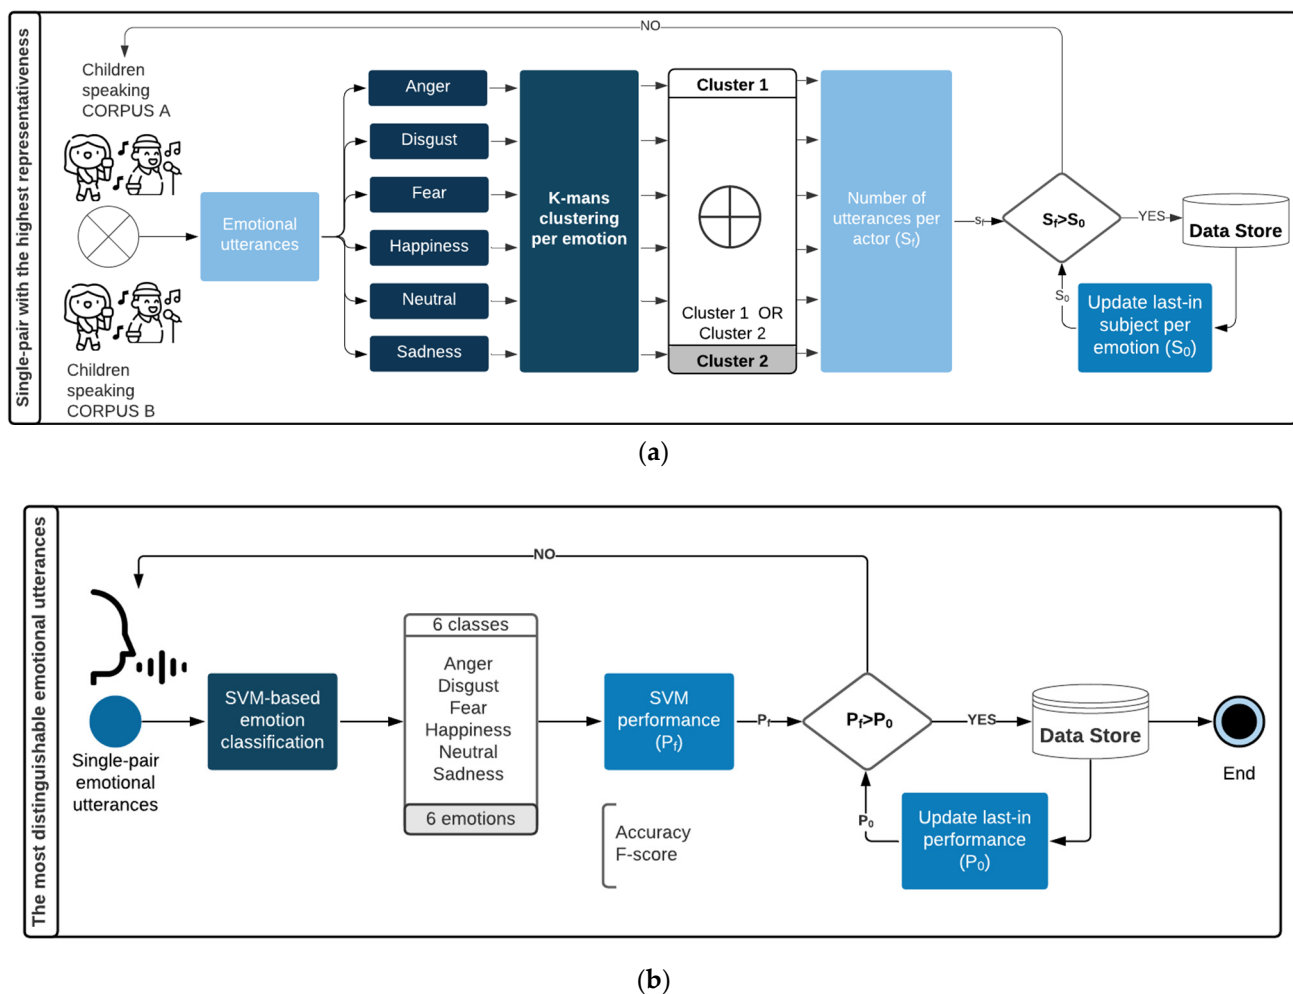 Single-pair with the highest representativeness
NO
Children
speaking
CORPUS A
Children
speaking
CORPUS B
Emotional
utterances
Anger
Disgust
Fear
Happiness
Neutral
Sadness
K-mans
clustering
per emotion
Cluster 1
Cluster 1 OR
Cluster 2
Cluster 2
Number of
utterances per
actor (Sf)
Sf
Sf>S0
YES
Data Store
S0
Update last-in
subject per
emotion (S0)
(a)
The most distinguishable emotional utterances
NO
Single-pair
emotional
utterances
SVM-based
emotion
classification
6 classes
Anger
Disgust
Fear
Happiness
Neutral
Sadness
6 emotions
SVM
performance
(Pf)
Accuracy
F-score
Pf
Pf>P0
YES
Data Store
P0
Update last-in
performance
(P0)
End
(b)